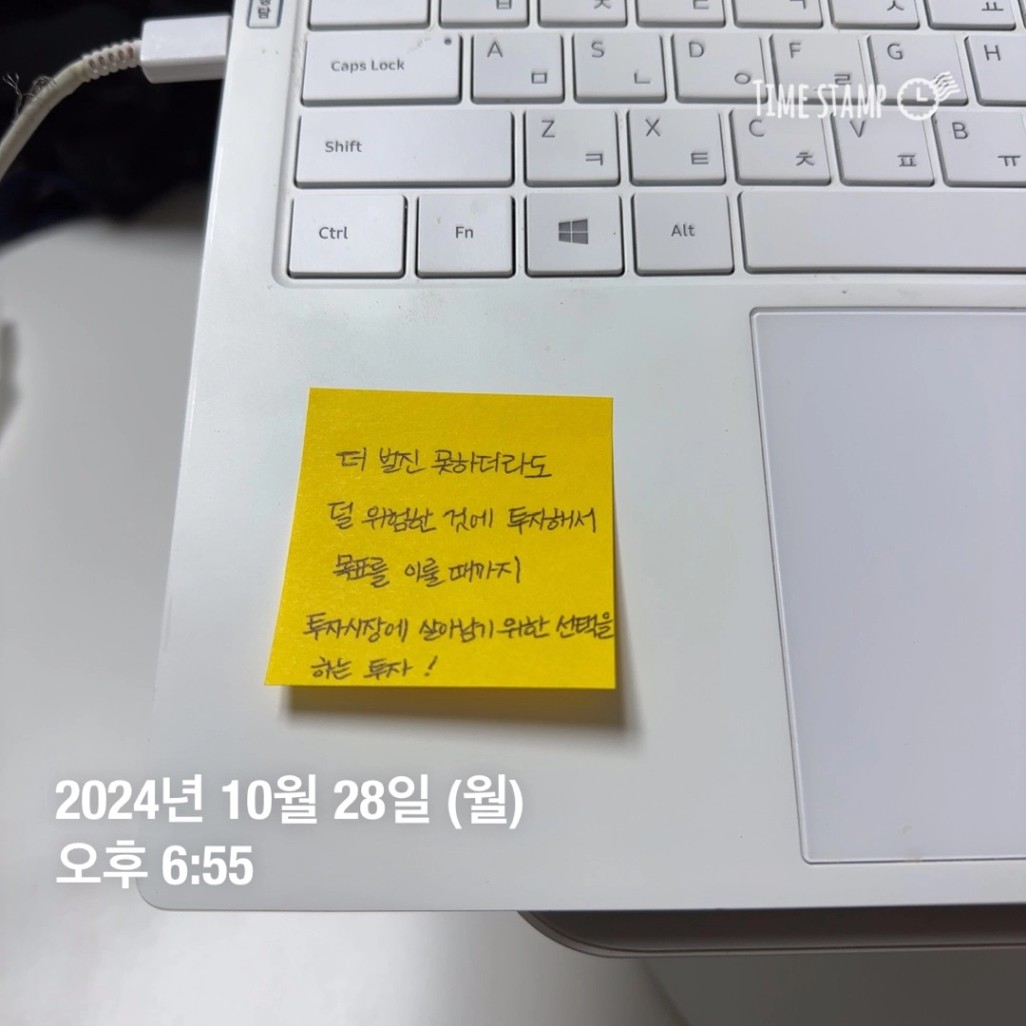 ㅂ ㅈ ㄷ ㄱ ㅅ ㅛ
Caps Lock A ㅁ S ㄴ D ㅇ F ㄹ G H
TIME STAMP
Shift Z ㅋ X ㅌ C ㅊ V ㅍ B ㅠ
Ctrl Fn Alt
더 벌진 못하더라도
덜 위험한 것에 투자해서
목표를 이룰 때까지
투자시장에 살아남기 위한 선택을
하는 투자!
2024년 10월 28일 (월)
오후 6:55